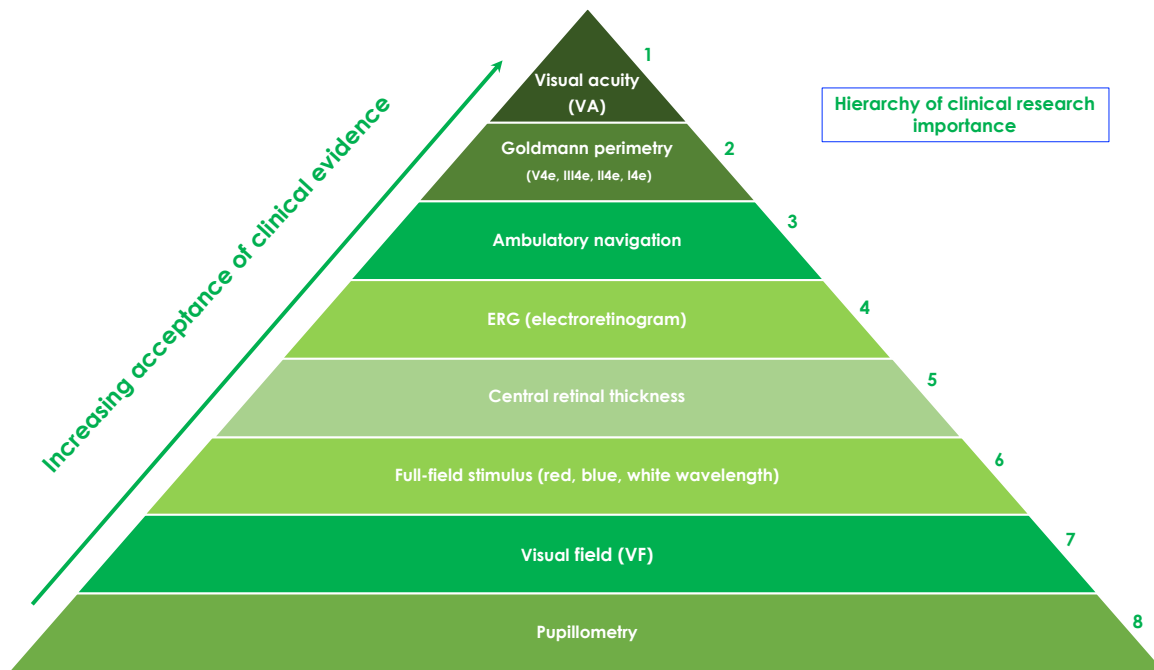 1
Visual acuity
(VA)
Hierarchy of clinical research
importance
Increasing acceptance of clinical evidence
Goldmann perimetry
(V4e, III4e, II4e, I4e)
2
Ambulatory navigation
3
ERG (electroretinogram)
4
Central retinal thickness
5
Full-field stimulus (red, blue, white wavelength)
6
Visual field (VF)
7
Pupillometry
8